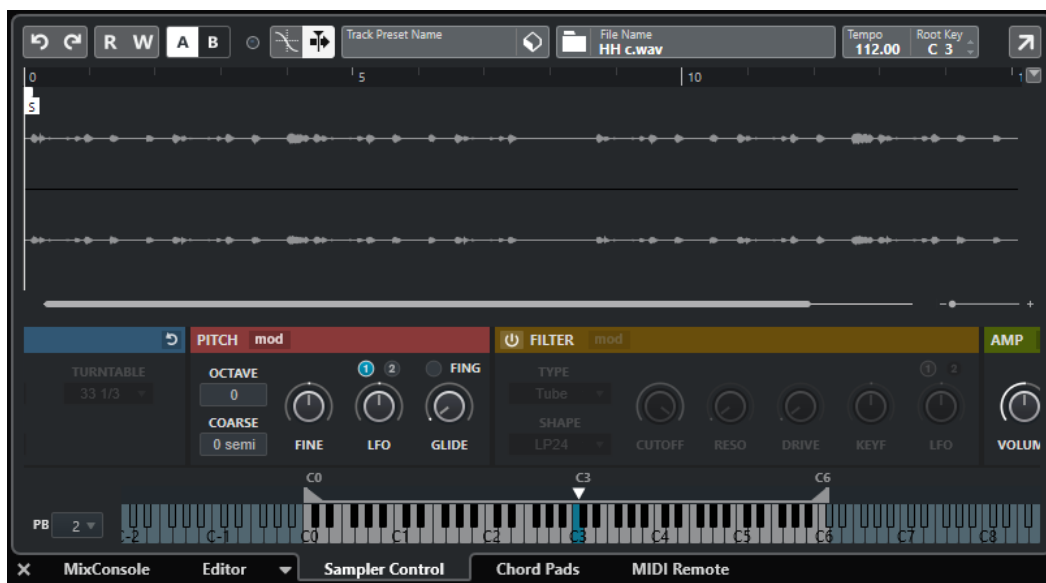 R W A B Track Preset Name File Name Tempo Root Key
HH c.wav 112.00 C 3
0 5 10 1
S
PITCH mod FILTER mod AMP
TURNTABLE OCTAVE 1 2 FING TYPE 1 2
33 1/3 0 Tube
COARSE SHAPE
0 semi FINE LFO GLIDE LP24 CUTOFF RESO DRIVE KEYF LFO VOLUM
C0 C3 C6
PB 2
C-2 C-1 C0 C1 C2 C3 C4 C5 C6 C7 C8
MixConsole Editor Sampler Control Chord Pads MIDI Remote